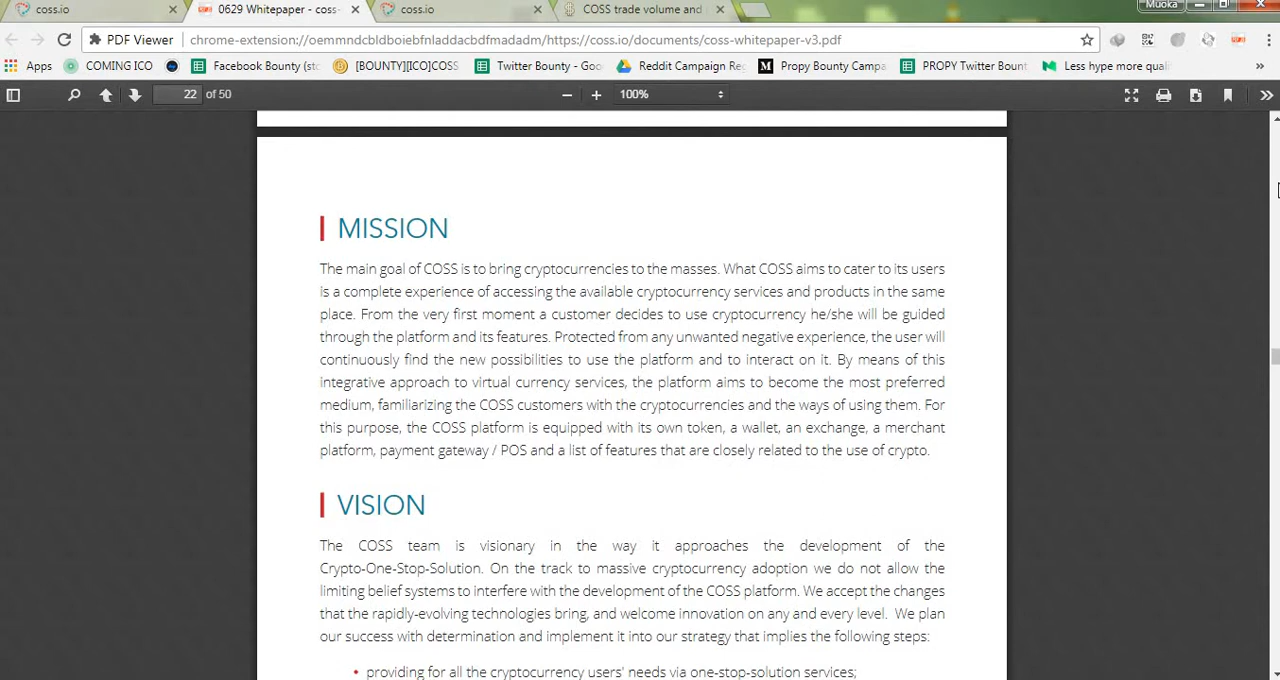 coss.io
0629 Whitepaper - coss-
coss.io
COSS trade volume and
Muoka
PDF Viewer
chrome-extension://oemmndcbldboiebfnladdacbdfmadadm/https://coss.io/documents/coss-whitepaper-v3.pdf
Apps
COMING ICO
Facebook Bounty (stc
[BOUNTY][ICO]COSS
Twitter Bounty - Goo
Reddit Campaign Reg
Propy Bounty Campa
PROPY Twitter Bount
Less hype more quali
22 of 50
100%
MISSION
The main goal of COSS is to bring cryptocurrencies to the masses. What COSS aims to cater to its users
is a complete experience of accessing the available cryptocurrency services and products in the same
place. From the very first moment a customer decides to use cryptocurrency he/she will be guided
through the platform and its features. Protected from any unwanted negative experience, the user will
continuously find the new possibilities to use the platform and to interact on it. By means of this
integrative approach to virtual currency services, the platform aims to become the most preferred
medium, familiarizing the COSS customers with the cryptocurrencies and the ways of using them. For
this purpose, the COSS platform is equipped with its own token, a wallet, an exchange, a merchant
platform, payment gateway / POS and a list of features that are closely related to the use of crypto.
VISION
The COSS team is visionary in the way it approaches the development of the
Crypto-One-Stop-Solution. On the track to massive cryptocurrency adoption we do not allow the
limiting belief systems to interfere with the development of the COSS platform. We accept the changes
that the rapidly-evolving technologies bring, and welcome innovation on any and every level. We plan
our success with determination and implement it into our strategy that implies the following steps:
• providing for all the cryptocurrency users' needs via one-stop-solution services;